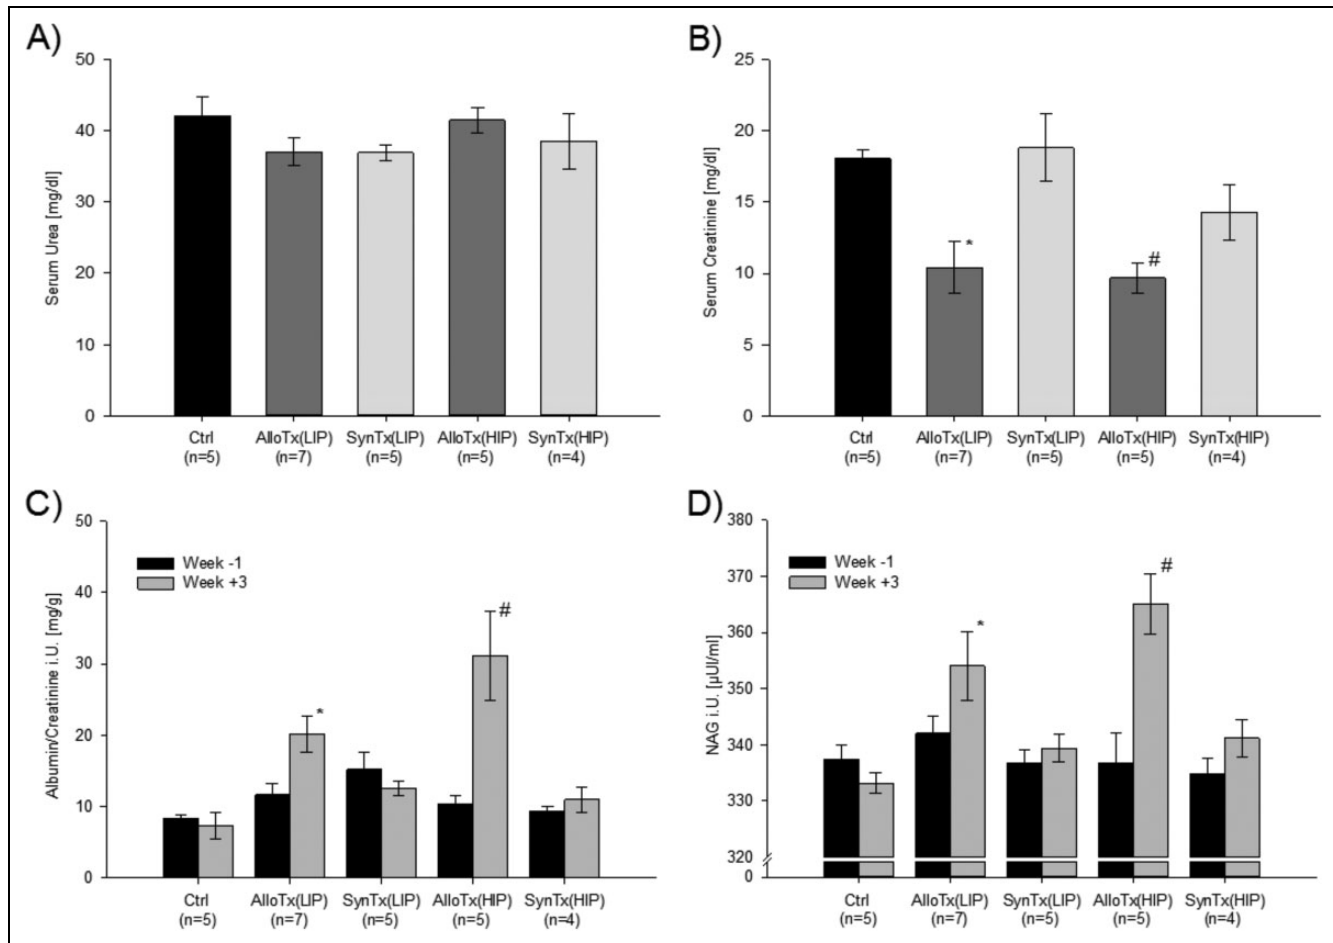 A)
50
40
30
20
10
0
Serum Urea [mg/dl]
Ctrl
(n=5)
AlloTx(LIP)
(n=7)
SynTx(LIP)
(n=5)
AlloTx(HIP)
(n=5)
SynTx(HIP)
(n=4)
B)
25
20
15
10
5
0
Serum Creatinine [mg/dl]
*
#
Ctrl
(n=5)
AlloTx(LIP)
(n=7)
SynTx(LIP)
(n=5)
AlloTx(HIP)
(n=5)
SynTx(HIP)
(n=4)
C)
50
40
30
20
10
0
Albumin/Creatinine i.U. [mg/g]
Week -1
Week +3
*
#
Ctrl
(n=5)
AlloTx(LIP)
(n=7)
SynTx(LIP)
(n=5)
AlloTx(HIP)
(n=5)
SynTx(HIP)
(n=4)
D)
380
370
360
350
340
330
320
0
NAG i.U. [µUl/ml]
Week -1
Week +3
*
#
Ctrl
(n=5)
AlloTx(LIP)
(n=7)
SynTx(LIP)
(n=5)
AlloTx(HIP)
(n=5)
SynTx(HIP)
(n=4)